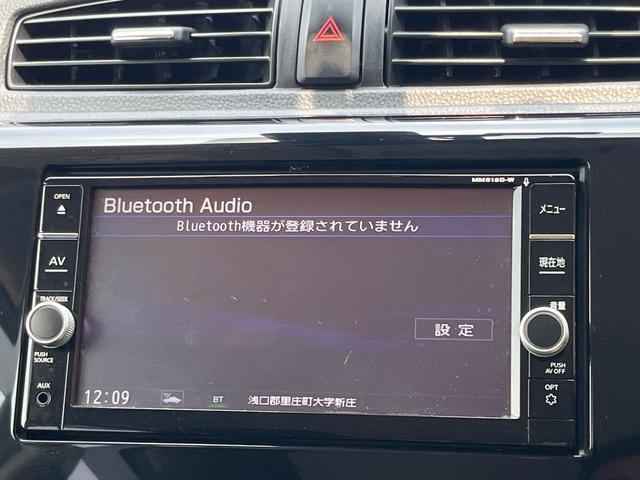 MM516D-W
OPEN
Bluetooth Audio
メニュー
Bluetooth機器が登録されていません
AV
現在地
TRACK/SEEK
音量
設定
PUSH
SOURCE
PUSH
AV OFF
AUX
OPT
12:09
BT
浅口郡里庄町大字新庄